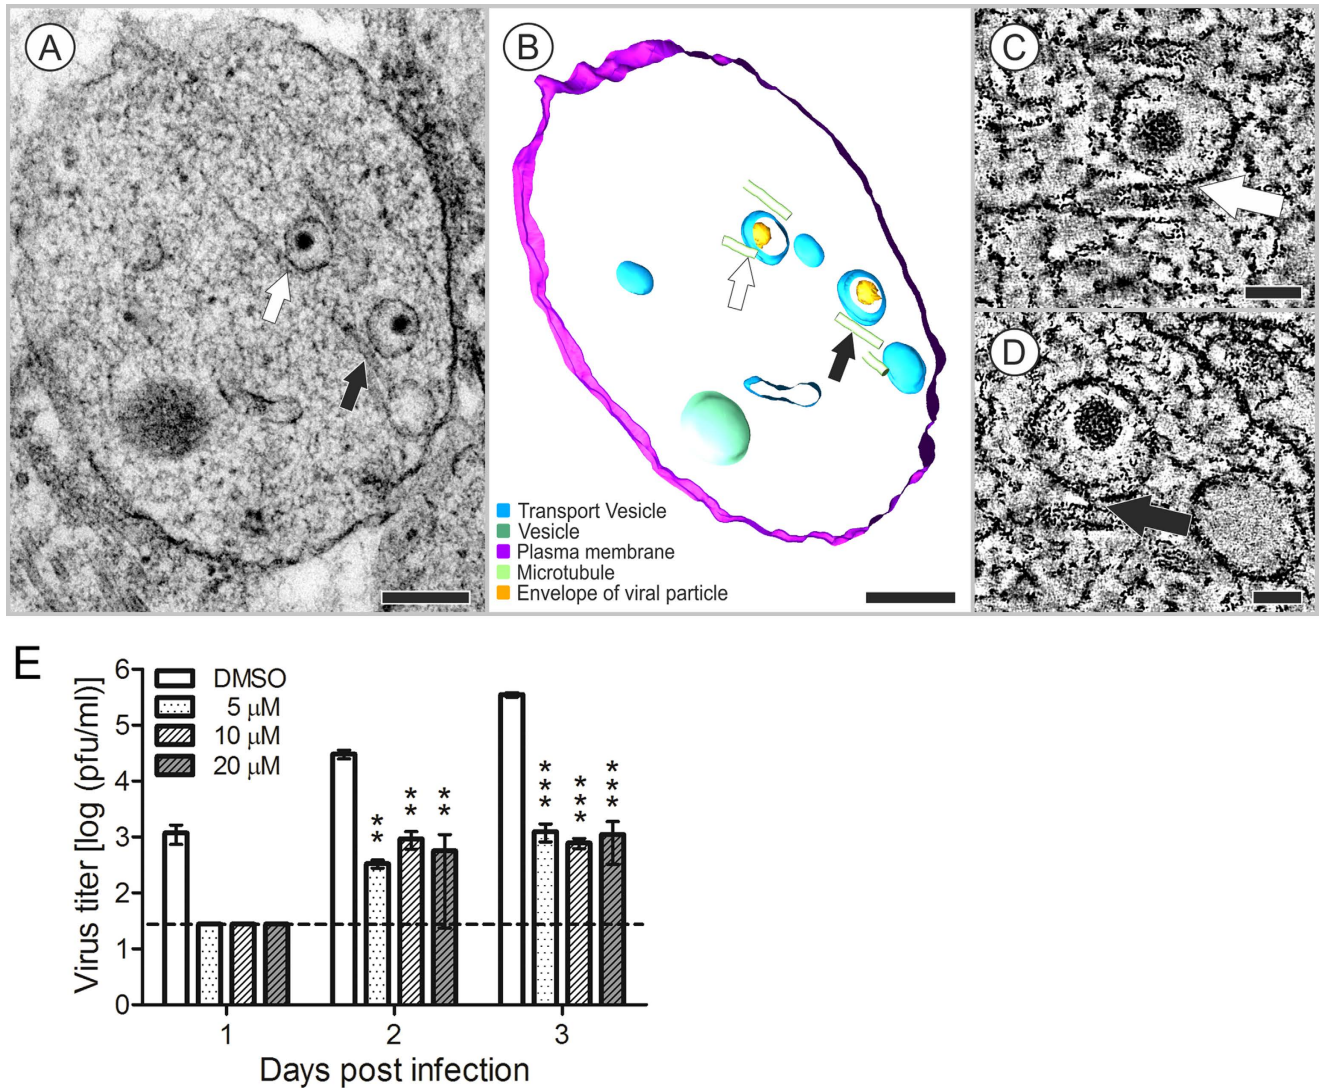 A
B
C
D
Transport Vesicle
Vesicle
Plasma membrane
Microtubule
Envelope of viral particle
E
Virus titer [log (pfu/ml)]
6
5
4
3
2
1
0
DMSO
5 μM
10 μM
20 μM
** ** **
*** *** ***
1 2 3
Days post infection